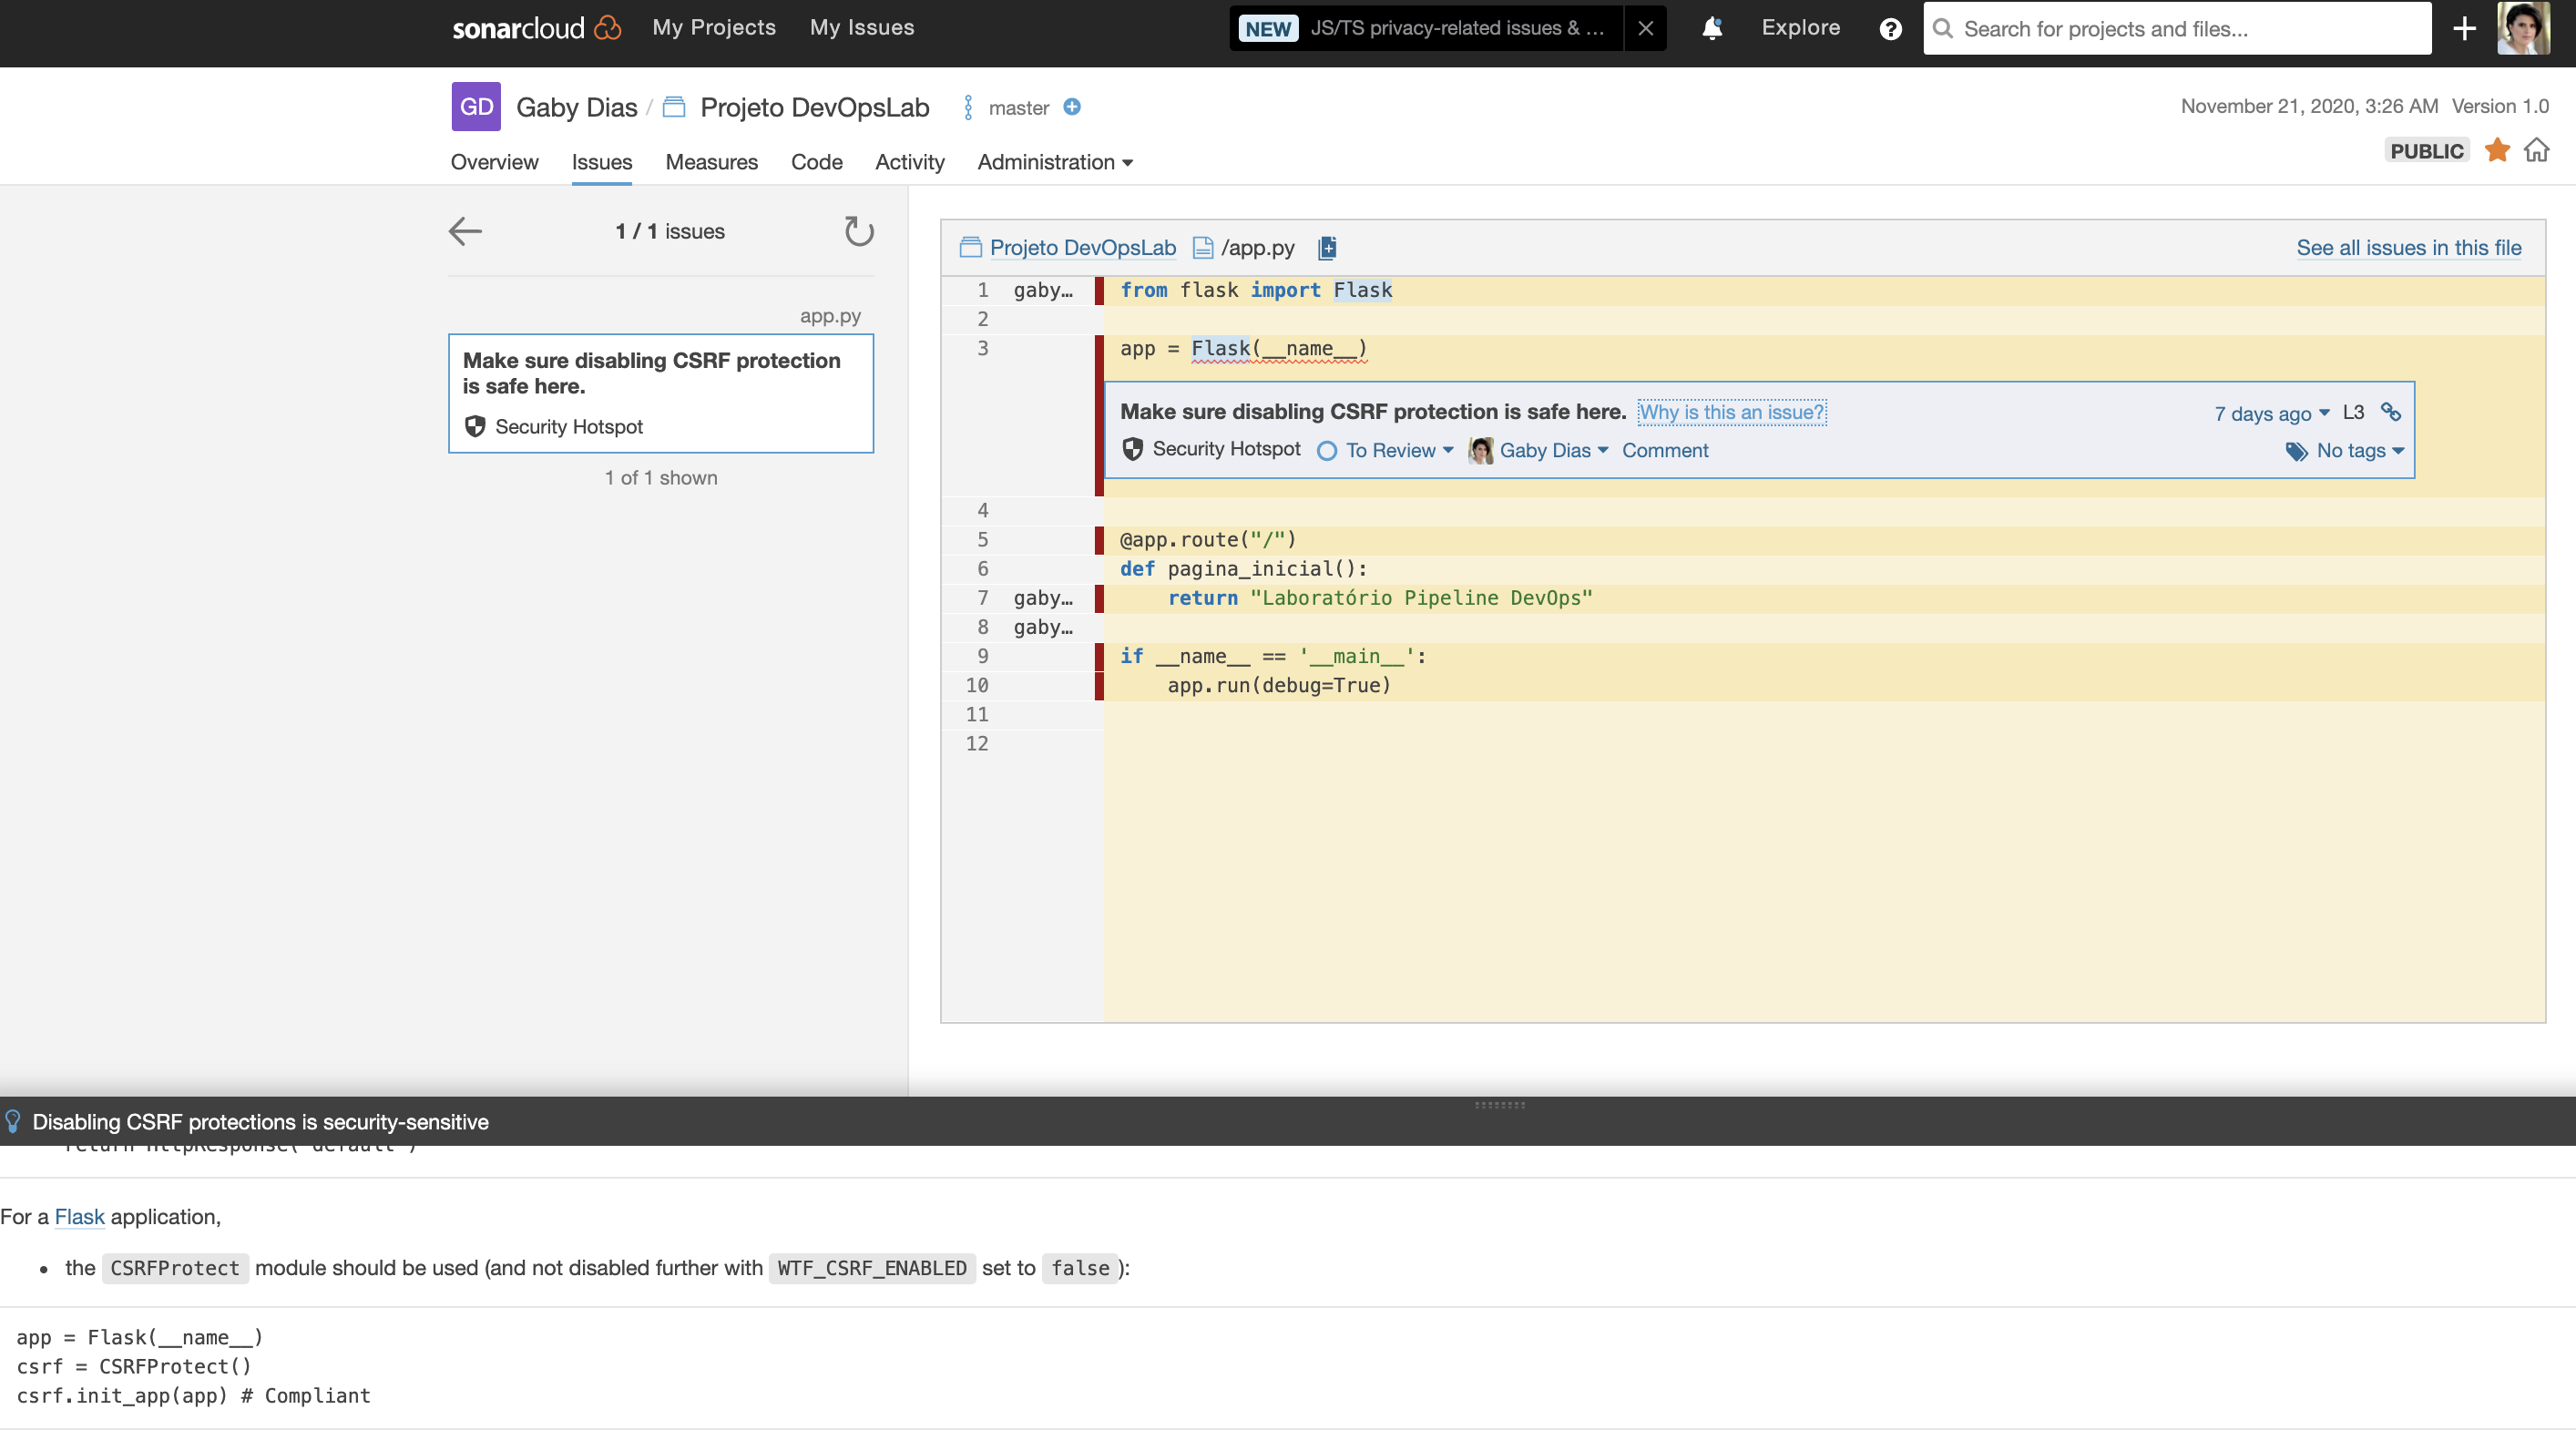 sonarcloud My Projects My Issues NEW JS/TS privacy-related issues & ... Explore Search for projects and files...
GD Gaby Dias / Projeto DevOpsLab master November 21, 2020, 3:26 AM Version 1.0
Overview Issues Measures Code Activity Administration PUBLIC
1 / 1 issues
app.py
Make sure disabling CSRF protection
is safe here.
Security Hotspot
1 of 1 shown
Projeto DevOpsLab /app.py See all issues in this file
1 gaby… from flask import Flask
2
3 app = Flask(__name__)
Make sure disabling CSRF protection is safe here. Why is this an issue? 7 days ago L3
Security Hotspot To Review Gaby Dias Comment No tags
4
5 @app.route("/")
6 def pagina_inicial():
7 gaby… return "Laboratório Pipeline DevOps"
8 gaby…
9 if __name__ == '__main__':
10 app.run(debug=True)
11
12
Disabling CSRF protections is security-sensitive
return HttpResponse("default")
For a Flask application,
• the CSRFProtect module should be used (and not disabled further with WTF_CSRF_ENABLED set to false ):
app = Flask(__name__)
csrf = CSRFProtect()
csrf.init_app(app) # Compliant